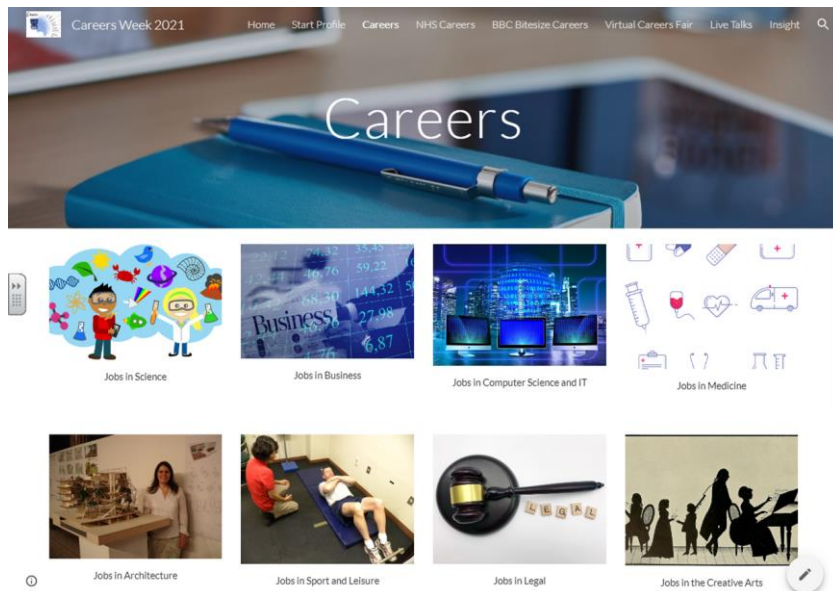 Careers Week 2021
Home Start Profile Careers NHS Careers BBC Bitesize Careers Virtual Careers Fair Live Talks Insight
Careers
Business
Jobs in Science
Jobs in Business
Jobs in Computer Science and IT
Jobs in Medicine
LEGAL
Jobs in Architecture
Jobs in Sport and Leisure
Jobs in Legal
Jobs in the Creative Arts